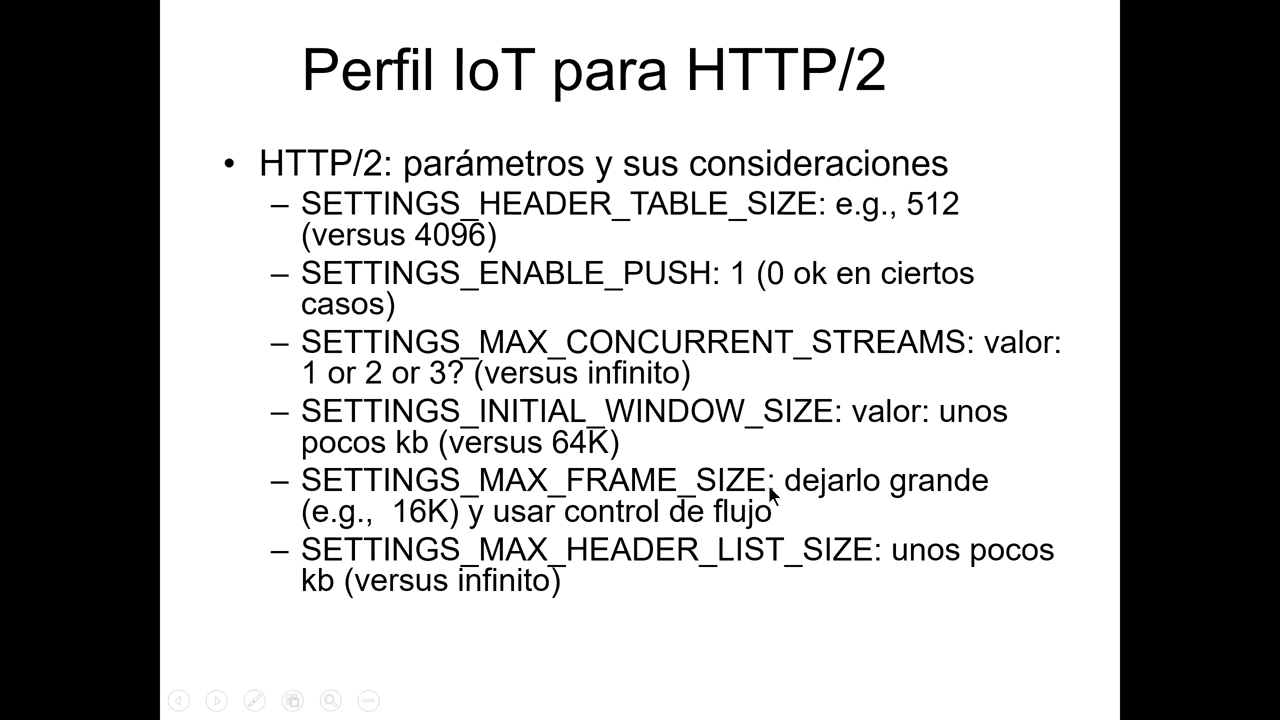 Perfil IoT para HTTP/2
• HTTP/2: parámetros y sus consideraciones
– SETTINGS_HEADER_TABLE_SIZE: e.g., 512
(versus 4096)
– SETTINGS_ENABLE_PUSH: 1 (0 ok en ciertos
casos)
– SETTINGS_MAX_CONCURRENT_STREAMS: valor:
1 or 2 or 3? (versus infinito)
– SETTINGS_INITIAL_WINDOW_SIZE: valor: unos
pocos kb (versus 64K)
– SETTINGS_MAX_FRAME_SIZE: dejarlo grande
(e.g., 16K) y usar control de flujo
– SETTINGS_MAX_HEADER_LIST_SIZE: unos pocos
kb (versus infinito)